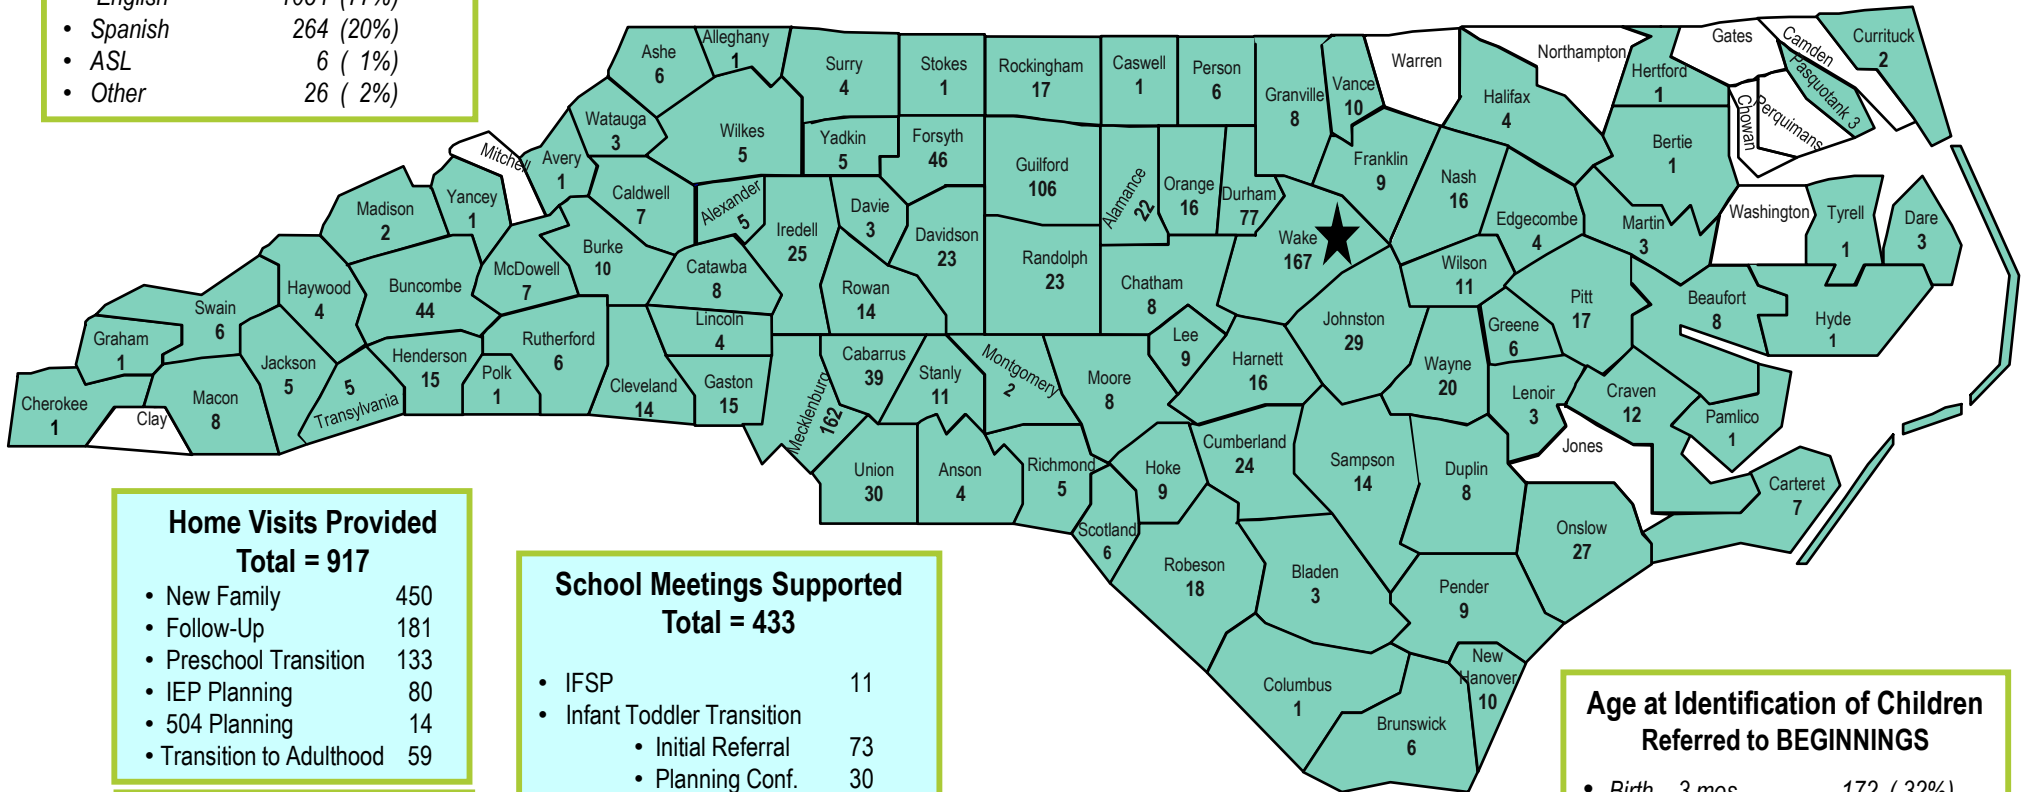 • Spanish 264 (20%)
• ASL 6 ( 1%)
• Other 26 ( 2%)
Ashe
6
Alleghany
1
Surry
4
Stokes
1
Rockingham
17
Caswell
1
Person
6
Granville
8
Vance
10
Warren
Northampton
Halifax
4
Hertford
1
Gates
Camden
Currituck
2
Pasquotank 3
Perquimans
Chowan
Bertie
1
Watauga
3
Wilkes
5
Yadkin
5
Forsyth
46
Guilford
106
Alamance
22
Orange
16
Durham
77
Franklin
9
Nash
16
Edgecombe
4
Martin
3
Washington
Tyrell
1
Dare
3
Mitchell
Avery
1
Caldwell
7
Alexander
5
Iredell
25
Davie
3
Davidson
23
Randolph
23
Chatham
8
Wake
167
Wilson
11
Pitt
17
Beaufort
8
Hyde
1
Madison
2
Yancey
1
McDowell
7
Burke
10
Catawba
8
Rowan
14
Buncombe
44
Haywood
4
Swain
6
Graham
1
Cherokee
1
Clay
Macon
8
Jackson
5
5
Transylvania
Henderson
15
Polk
1
Rutherford
6
Cleveland
14
Lincoln
4
Gaston
15
Mecklenburg
162
Cabarrus
39
Stanly
11
Montgomery
2
Moore
8
Lee
9
Harnett
16
Johnston
29
Wayne
20
Greene
6
Lenoir
3
Craven
12
Pamlico
1
Jones
Carteret
7
Union
30
Anson
4
Richmond
5
Scotland
6
Hoke
9
Cumberland
24
Sampson
14
Duplin
8
Onslow
27
Robeson
18
Bladen
3
Pender
9
New
Hanover
10
Columbus
1
Brunswick
6
Home Visits Provided
Total = 917
• New Family 450
• Follow-Up 181
• Preschool Transition 133
• IEP Planning 80
• 504 Planning 14
• Transition to Adulthood 59
School Meetings Supported
Total = 433
• IFSP 11
• Infant Toddler Transition
• Initial Referral 73
• Planning Conf. 30
Age at Identification of Children
Referred to BEGINNINGS
• Birth – 3 mos 172 ( 32%)